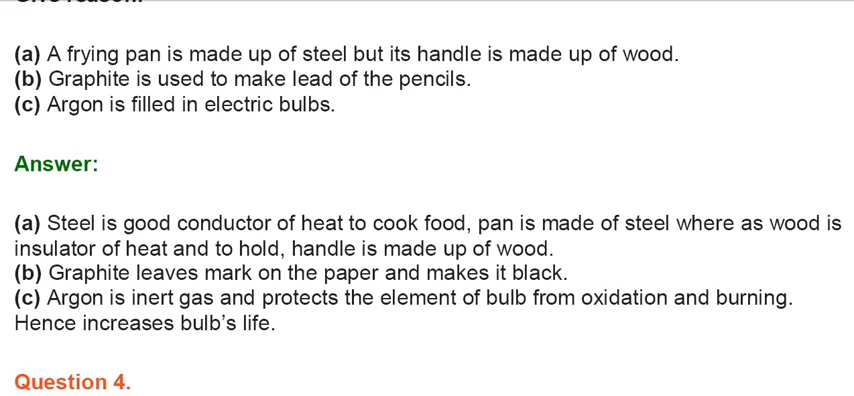 (a) A frying pan is made up of steel but its handle is made up of wood.
(b) Graphite is used to make lead of the pencils.
(c) Argon is filled in electric bulbs.
Answer:
(a) Steel is good conductor of heat to cook food, pan is made of steel where as wood is
insulator of heat and to hold, handle is made up of wood.
(b) Graphite leaves mark on the paper and makes it black.
(c) Argon is inert gas and protects the element of bulb from oxidation and burning.
Hence increases bulb’s life.
Question 4.